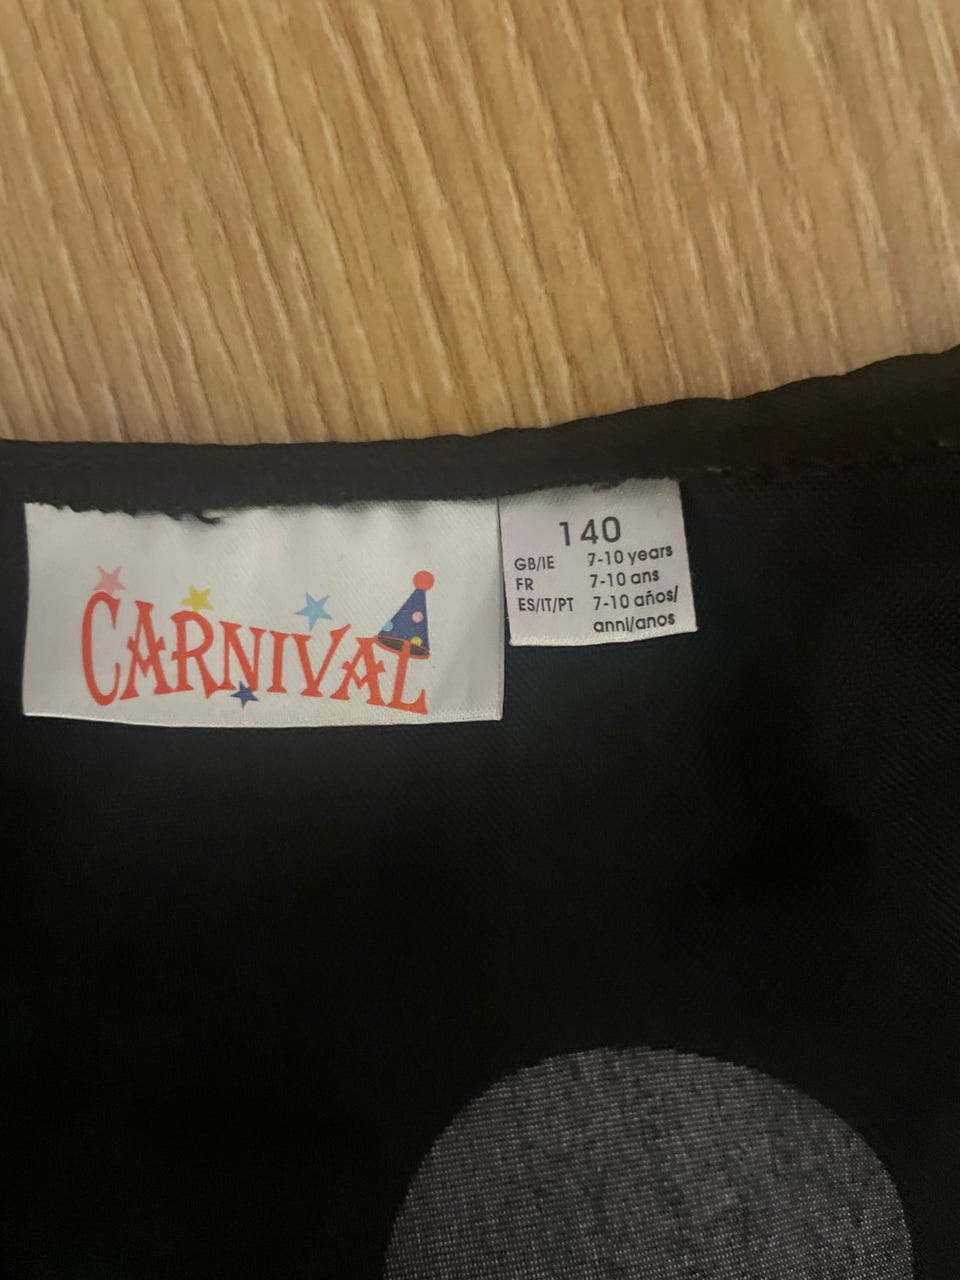 CARNIVAL
140
GB/IE 7-10 years
FR 7-10 ans
ES/IT/PT 7-10 años/
anni/anos